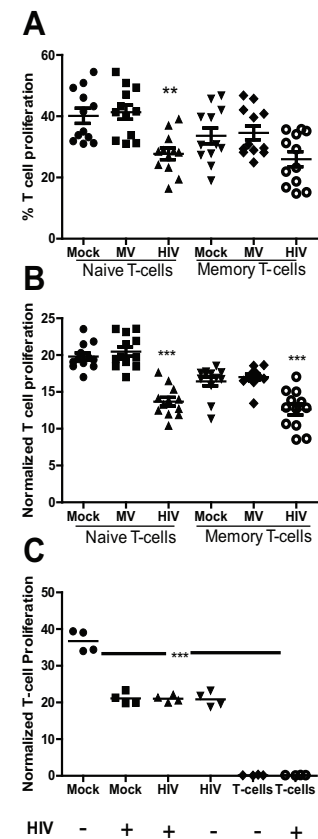 A
% T cell proliferation
60
40
20
0
**
Mock MV HIV Mock MV HIV
Naive T-cells Memory T-cells
B
Normalized T cell proliferation
25
20
15
10
5
0
*** ***
Mock MV HIV Mock MV HIV
Naive T-cells Memory T-cells
C
Normalized T-cell Proliferation
50
40
30
20
10
0
***
Mock Mock HIV HIV T-cells T-cells
HIV - + + - - +